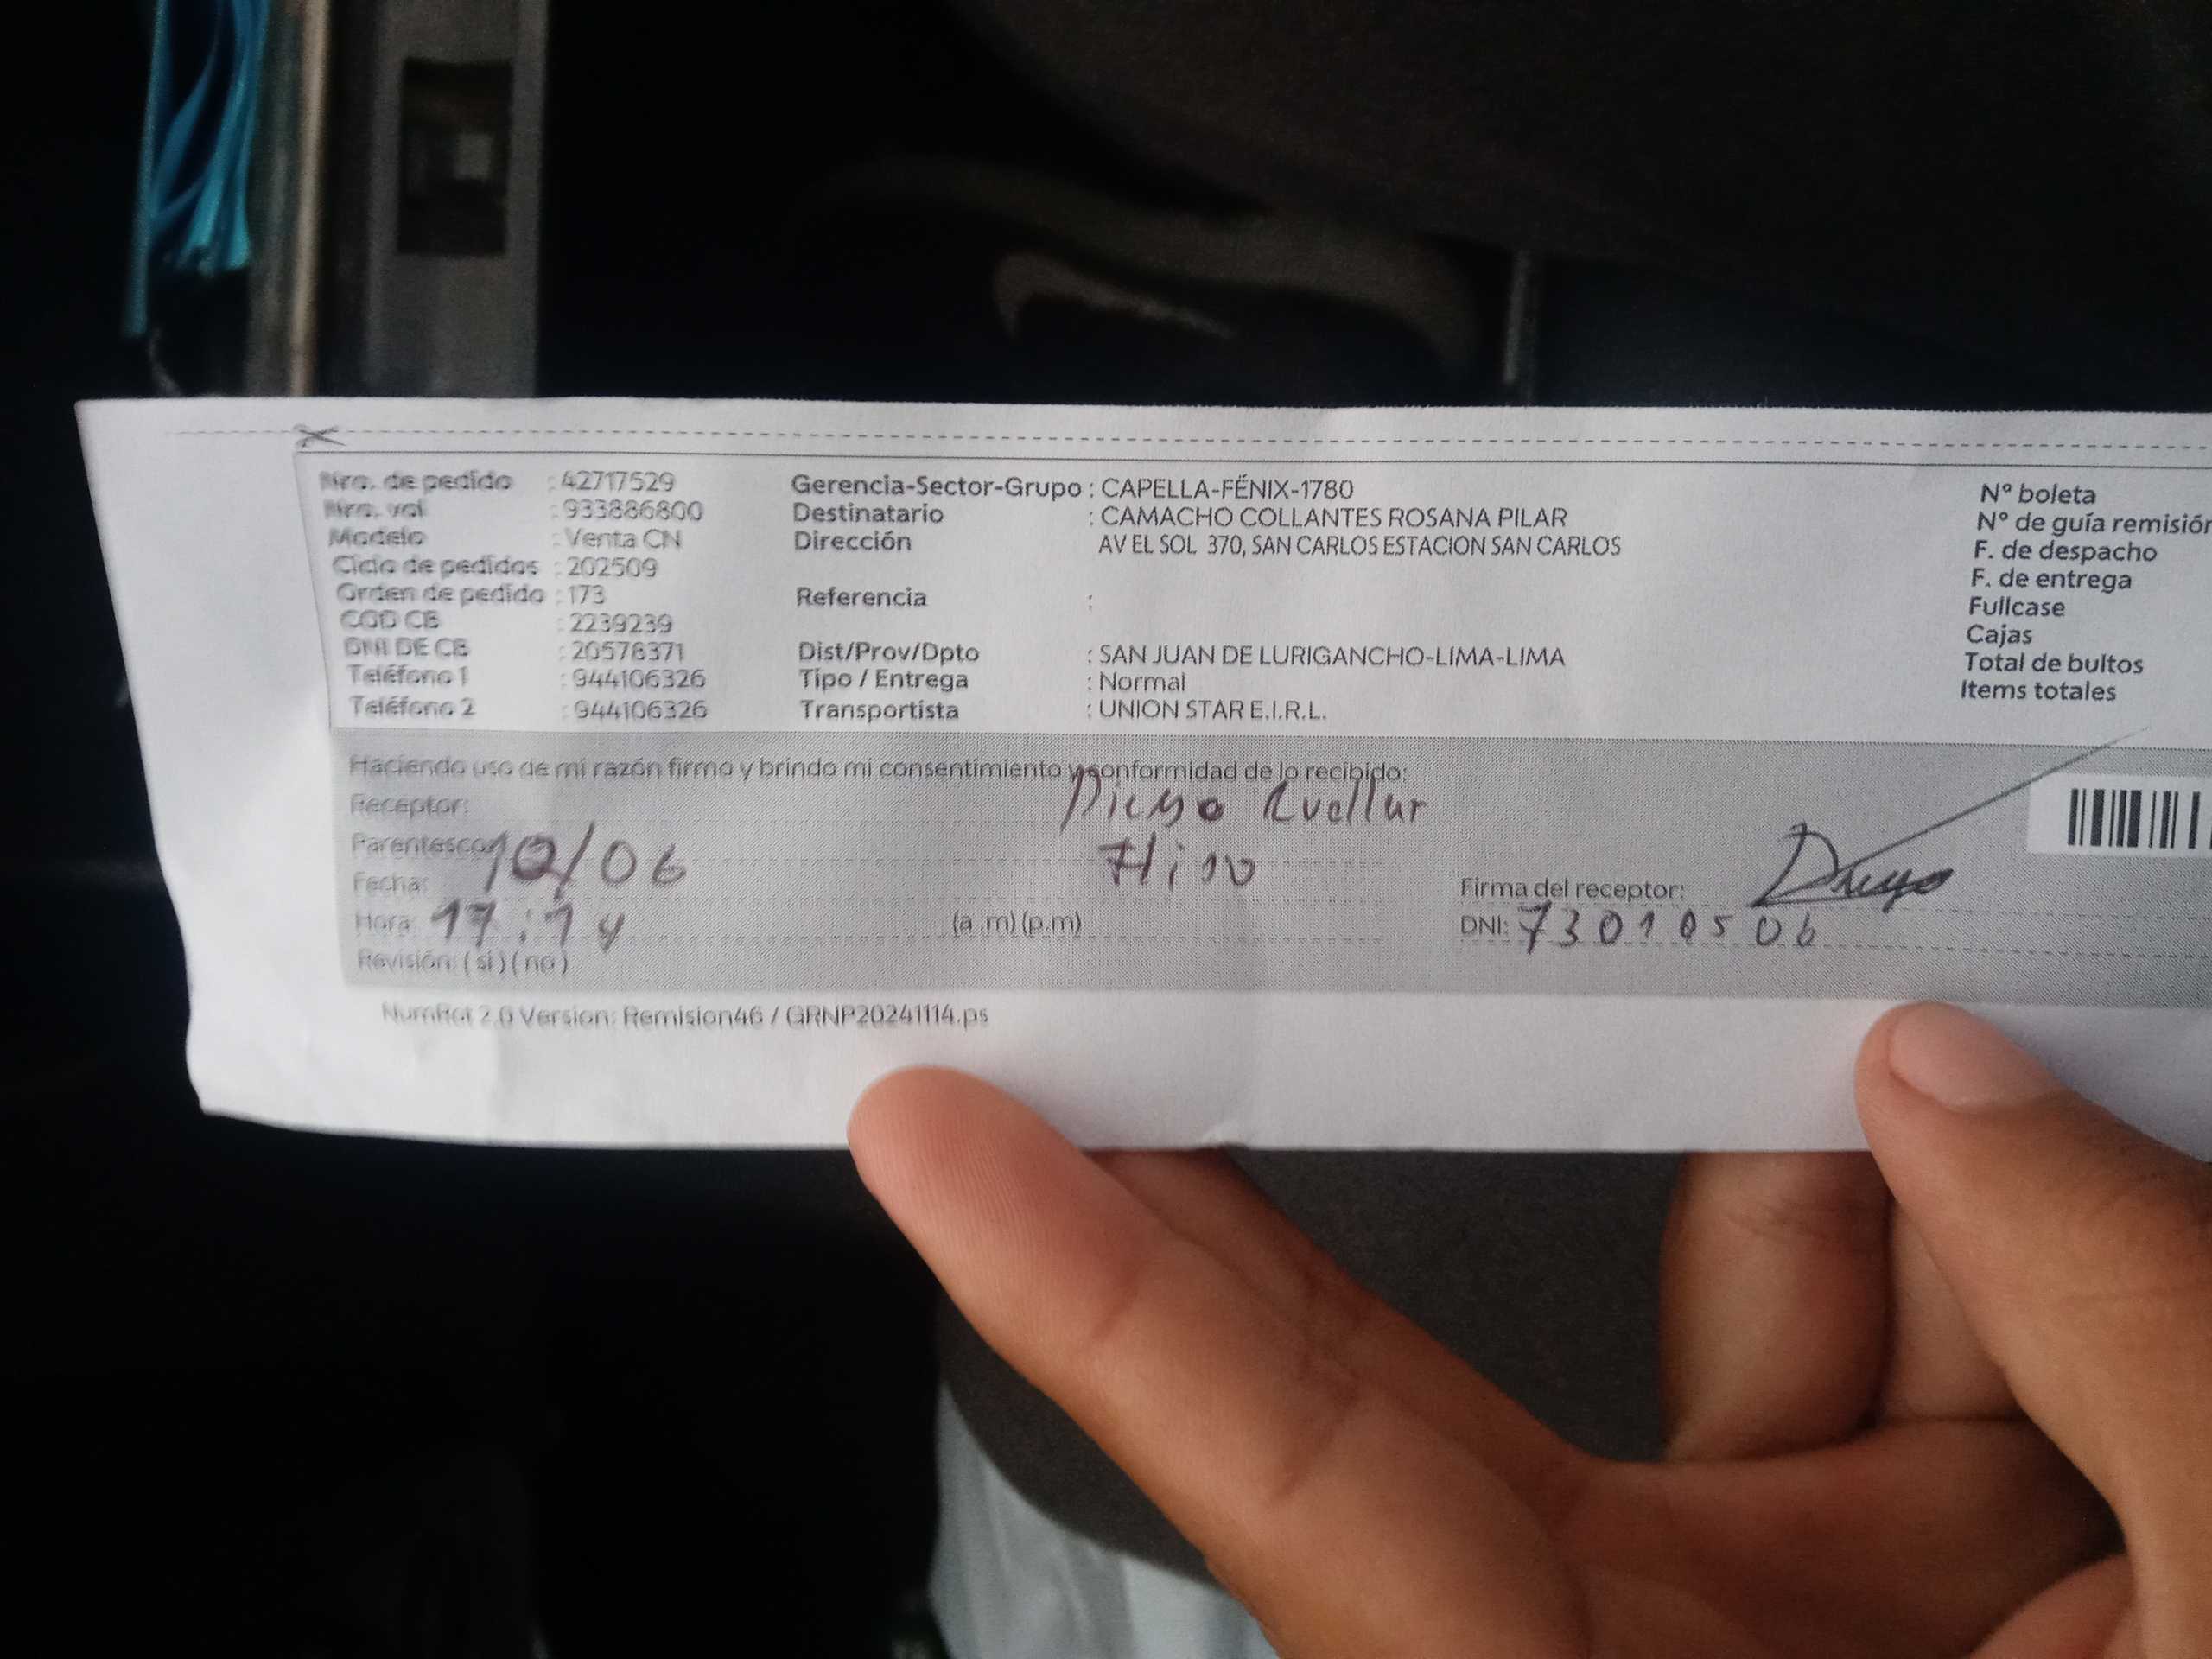 Nro. de pedido : 42717529
Nro. val : 933886800
Modelo : Venta CN
Ciclo de pedidos : 202509
Orden de pedido : 173
COD CB : 2239239
DNI DE CB : 20578371
Teléfono 1 : 944106326
Teléfono 2 : 944106326
Gerencia-Sector-Grupo : CAPELLA-FÉNIX-1780
Destinatario : CAMACHO COLLANTES ROSANA PILAR
Dirección AV EL SOL 370, SAN CARLOS ESTACION SAN CARLOS
Referencia :
Dist/Prov/Dpto : SAN JUAN DE LURIGANCHO-LIMA-LIMA
Tipo / Entrega : Normal
Transportista : UNION STAR E.I.R.L.
N° boleta
N° de guía remisión
F. de despacho
F. de entrega
Fullcase
Cajas
Total de bultos
Items totales
Haciendo uso de mi razón firmo y brindo mi consentimiento y conformidad de lo recibido:
Receptor: Diego
Parentesco: Hijo
Fecha: 10/06
Hora: 17:14 (a .m) (p.m)
Revisión: ( si ) ( no )
Firma del receptor: Diego
DNI: 73010506
NumRot 2.0 Version: Remision46 / GRNP20241114.ps